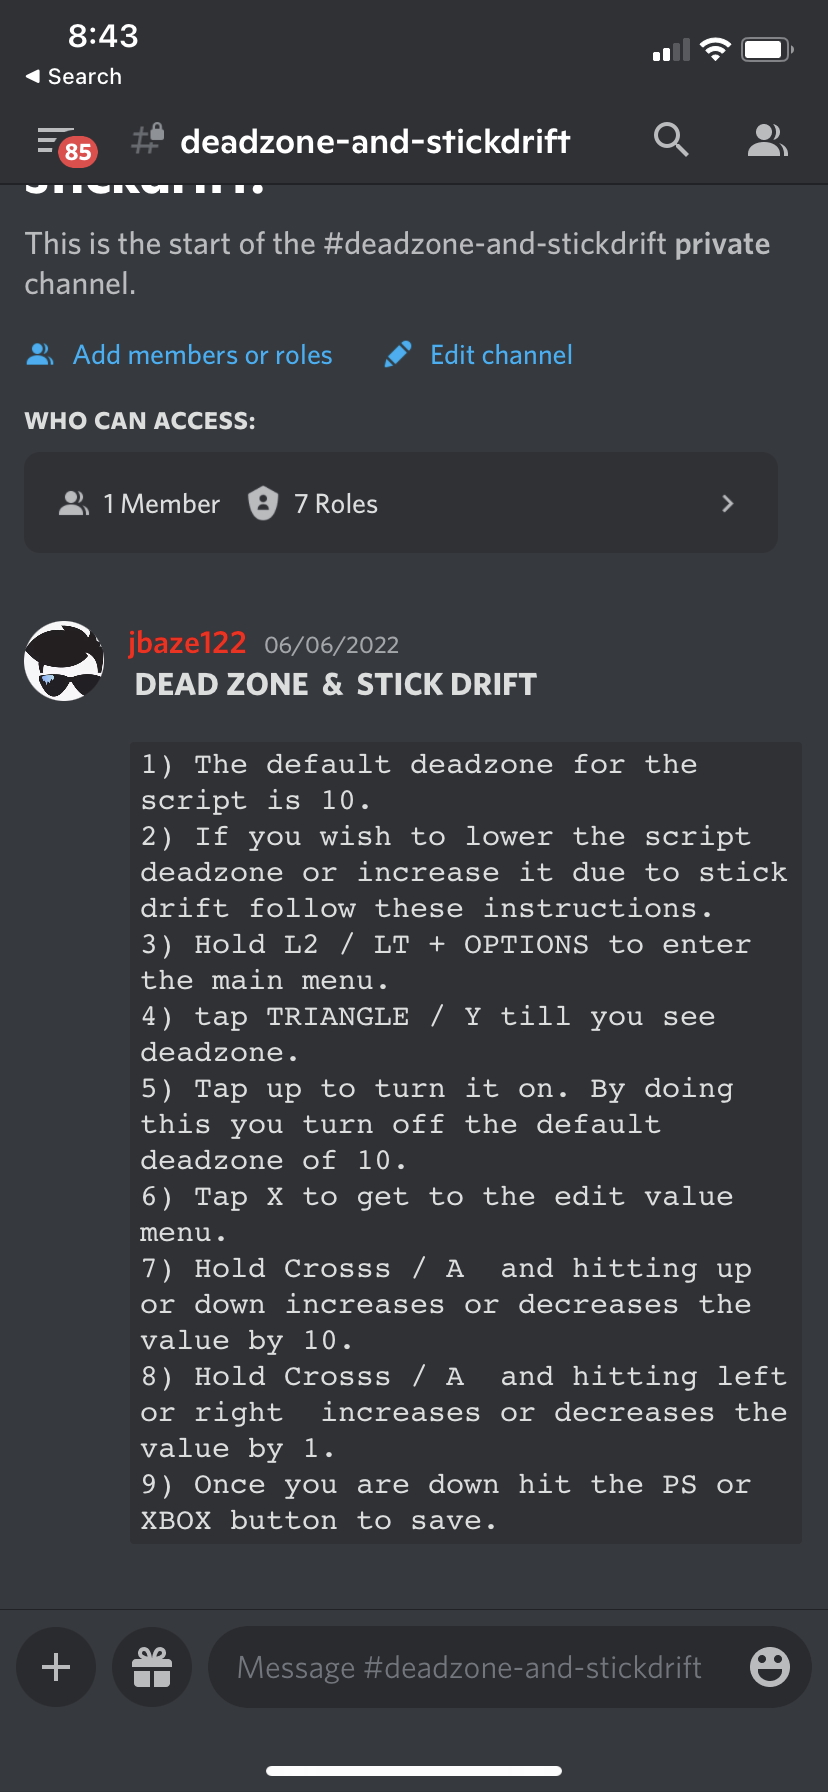 8:43
◀ Search
85
deadzone-and-stickdrift
stickdrift!
This is the start of the #deadzone-and-stickdrift private
channel.
Add members or roles
Edit channel
WHO CAN ACCESS:
1 Member
7 Roles
jbaze122 06/06/2022
DEAD ZONE & STICK DRIFT
1) The default deadzone for the
script is 10.
2) If you wish to lower the script
deadzone or increase it due to stick
drift follow these instructions.
3) Hold L2 / LT + OPTIONS to enter
the main menu.
4) tap TRIANGLE / Y till you see
deadzone.
5) Tap up to turn it on. By doing
this you turn off the default
deadzone of 10.
6) Tap X to get to the edit value
menu.
7) Hold Crosss / A  and hitting up
or down increases or decreases the
value by 10.
8) Hold Crosss / A  and hitting left
or right  increases or decreases the
value by 1.
9) Once you are down hit the PS or
XBOX button to save.
Message #deadzone-and-stickdrift